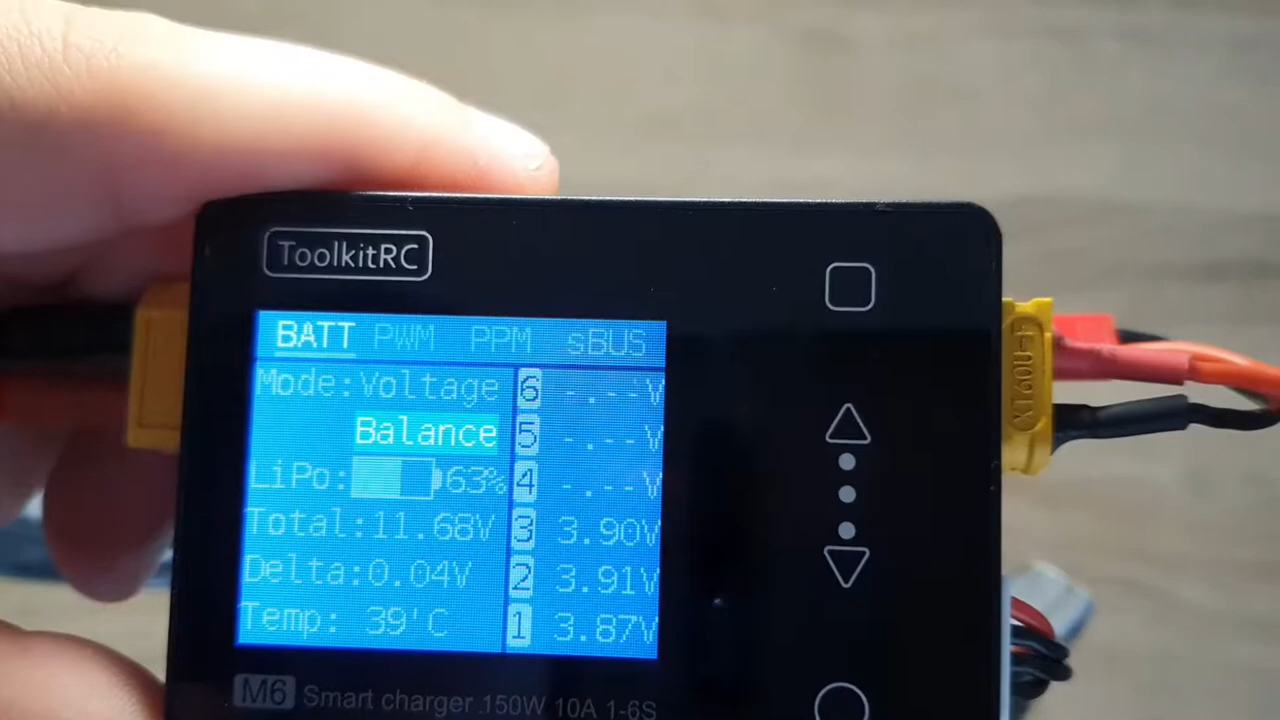 ToolkitRC
BATT PWM PPM sBUS
Mode:Voltage 6 -.--V
Balance 5 -.--V
LiPo: 63% 4 -.--V
Total:11.68V 3 3.90V
Delta:0.04V 2 3.91V
Temp: 39'C 1 3.87V
M6 Smart charger 150W 10A 1-6S
XT60U-F